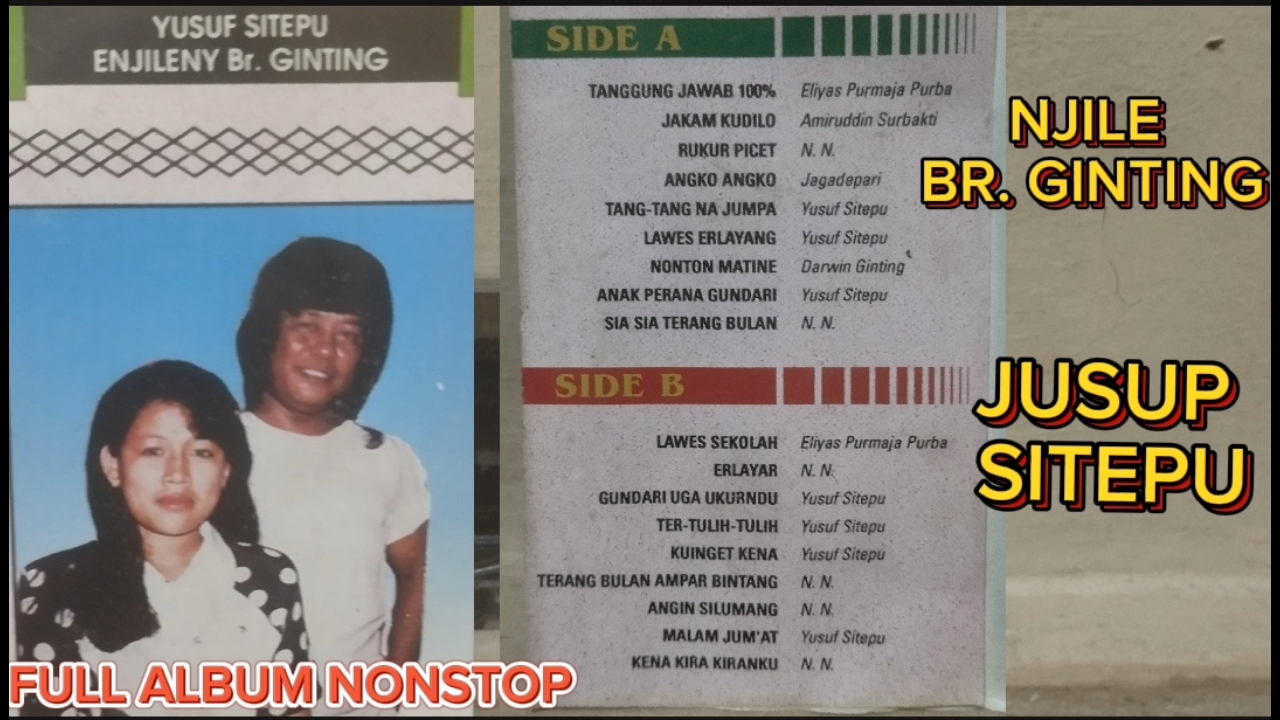 YUSUF SITEPU
ENJILENY Br. GINTING
SIDE A
TANGGUNG JAWAB 100% Eliyas Purmaja Purba
JAKAM KUDILO Amiruddin Surbakti
RUKUR PICET N. N.
ANGKO ANGKO Jagadepari
TANG-TANG NA JUMPA Yusuf Sitepu
LAWES ERLAYANG Yusuf Sitepu
NONTON MATINE Darwin Ginting
ANAK PERANA GUNDARI Yusuf Sitepu
SIA SIA TERANG BULAN N. N.
SIDE B
LAWES SEKOLAH Eliyas Purmaja Purba
ERLAYAR N. N.
GUNDARI UGA UKURNDU Yusuf Sitepu
TER-TULIH-TULIH Yusuf Sitepu
KUINGET KENA Yusuf Sitepu
TERANG BULAN AMPAR BINTANG N. N.
ANGIN SILUMANG N. N.
MALAM JUM'AT Yusuf Sitepu
KENA KIRA KIRANKU N. N.
NJILE
BR. GINTING
JUSUP
SITEPU
FULL ALBUM NONSTOP